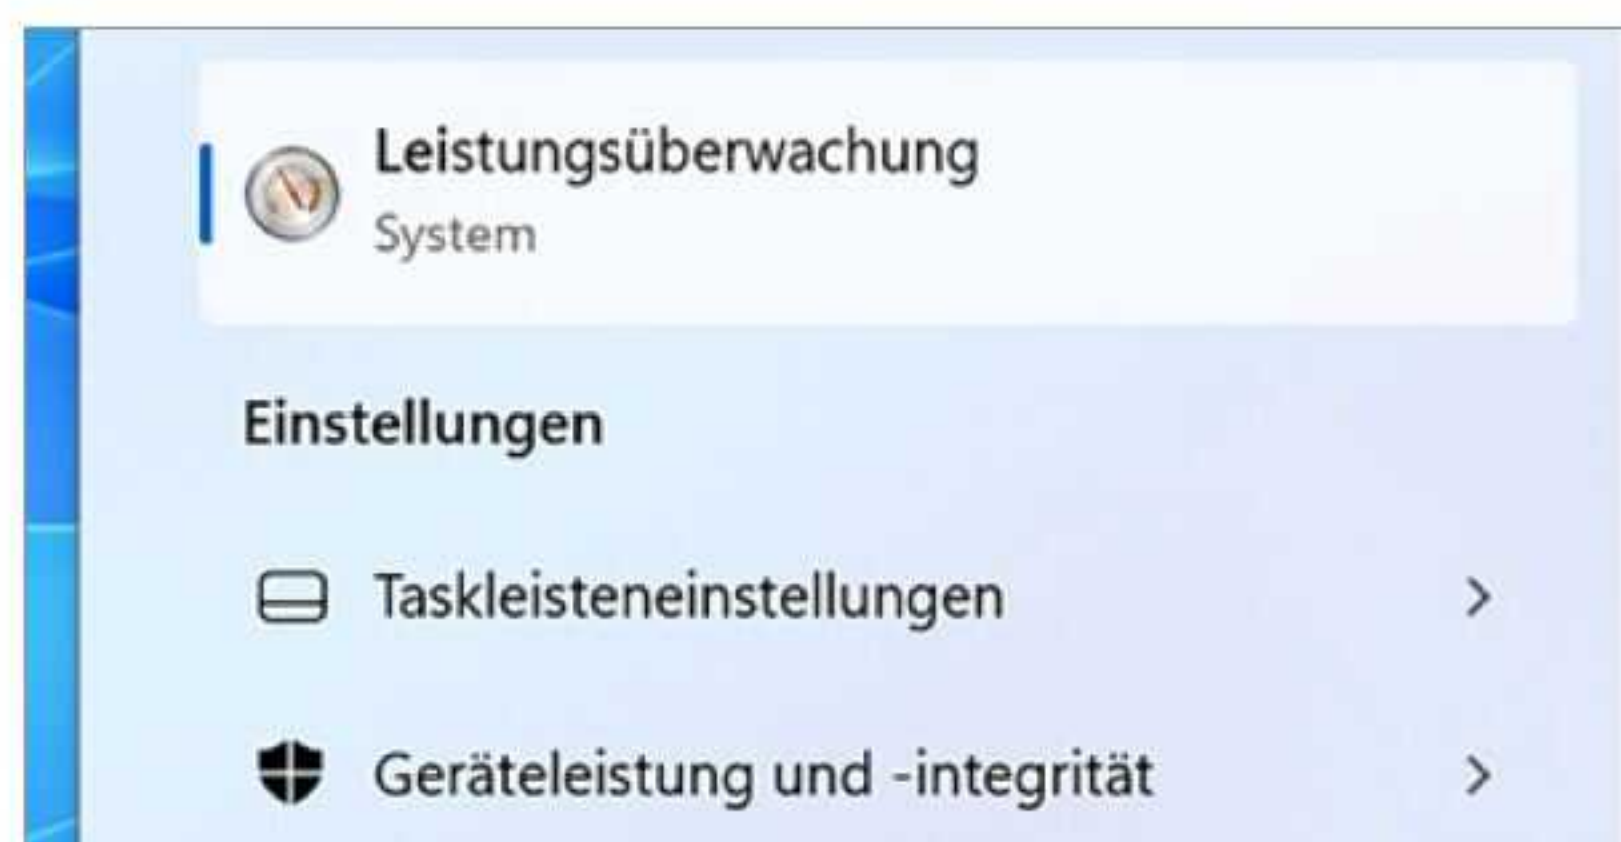 Leistungsüberwachung
System
Einstellungen
Taskleisteneinstellungen
Geräteleistung und -integrität